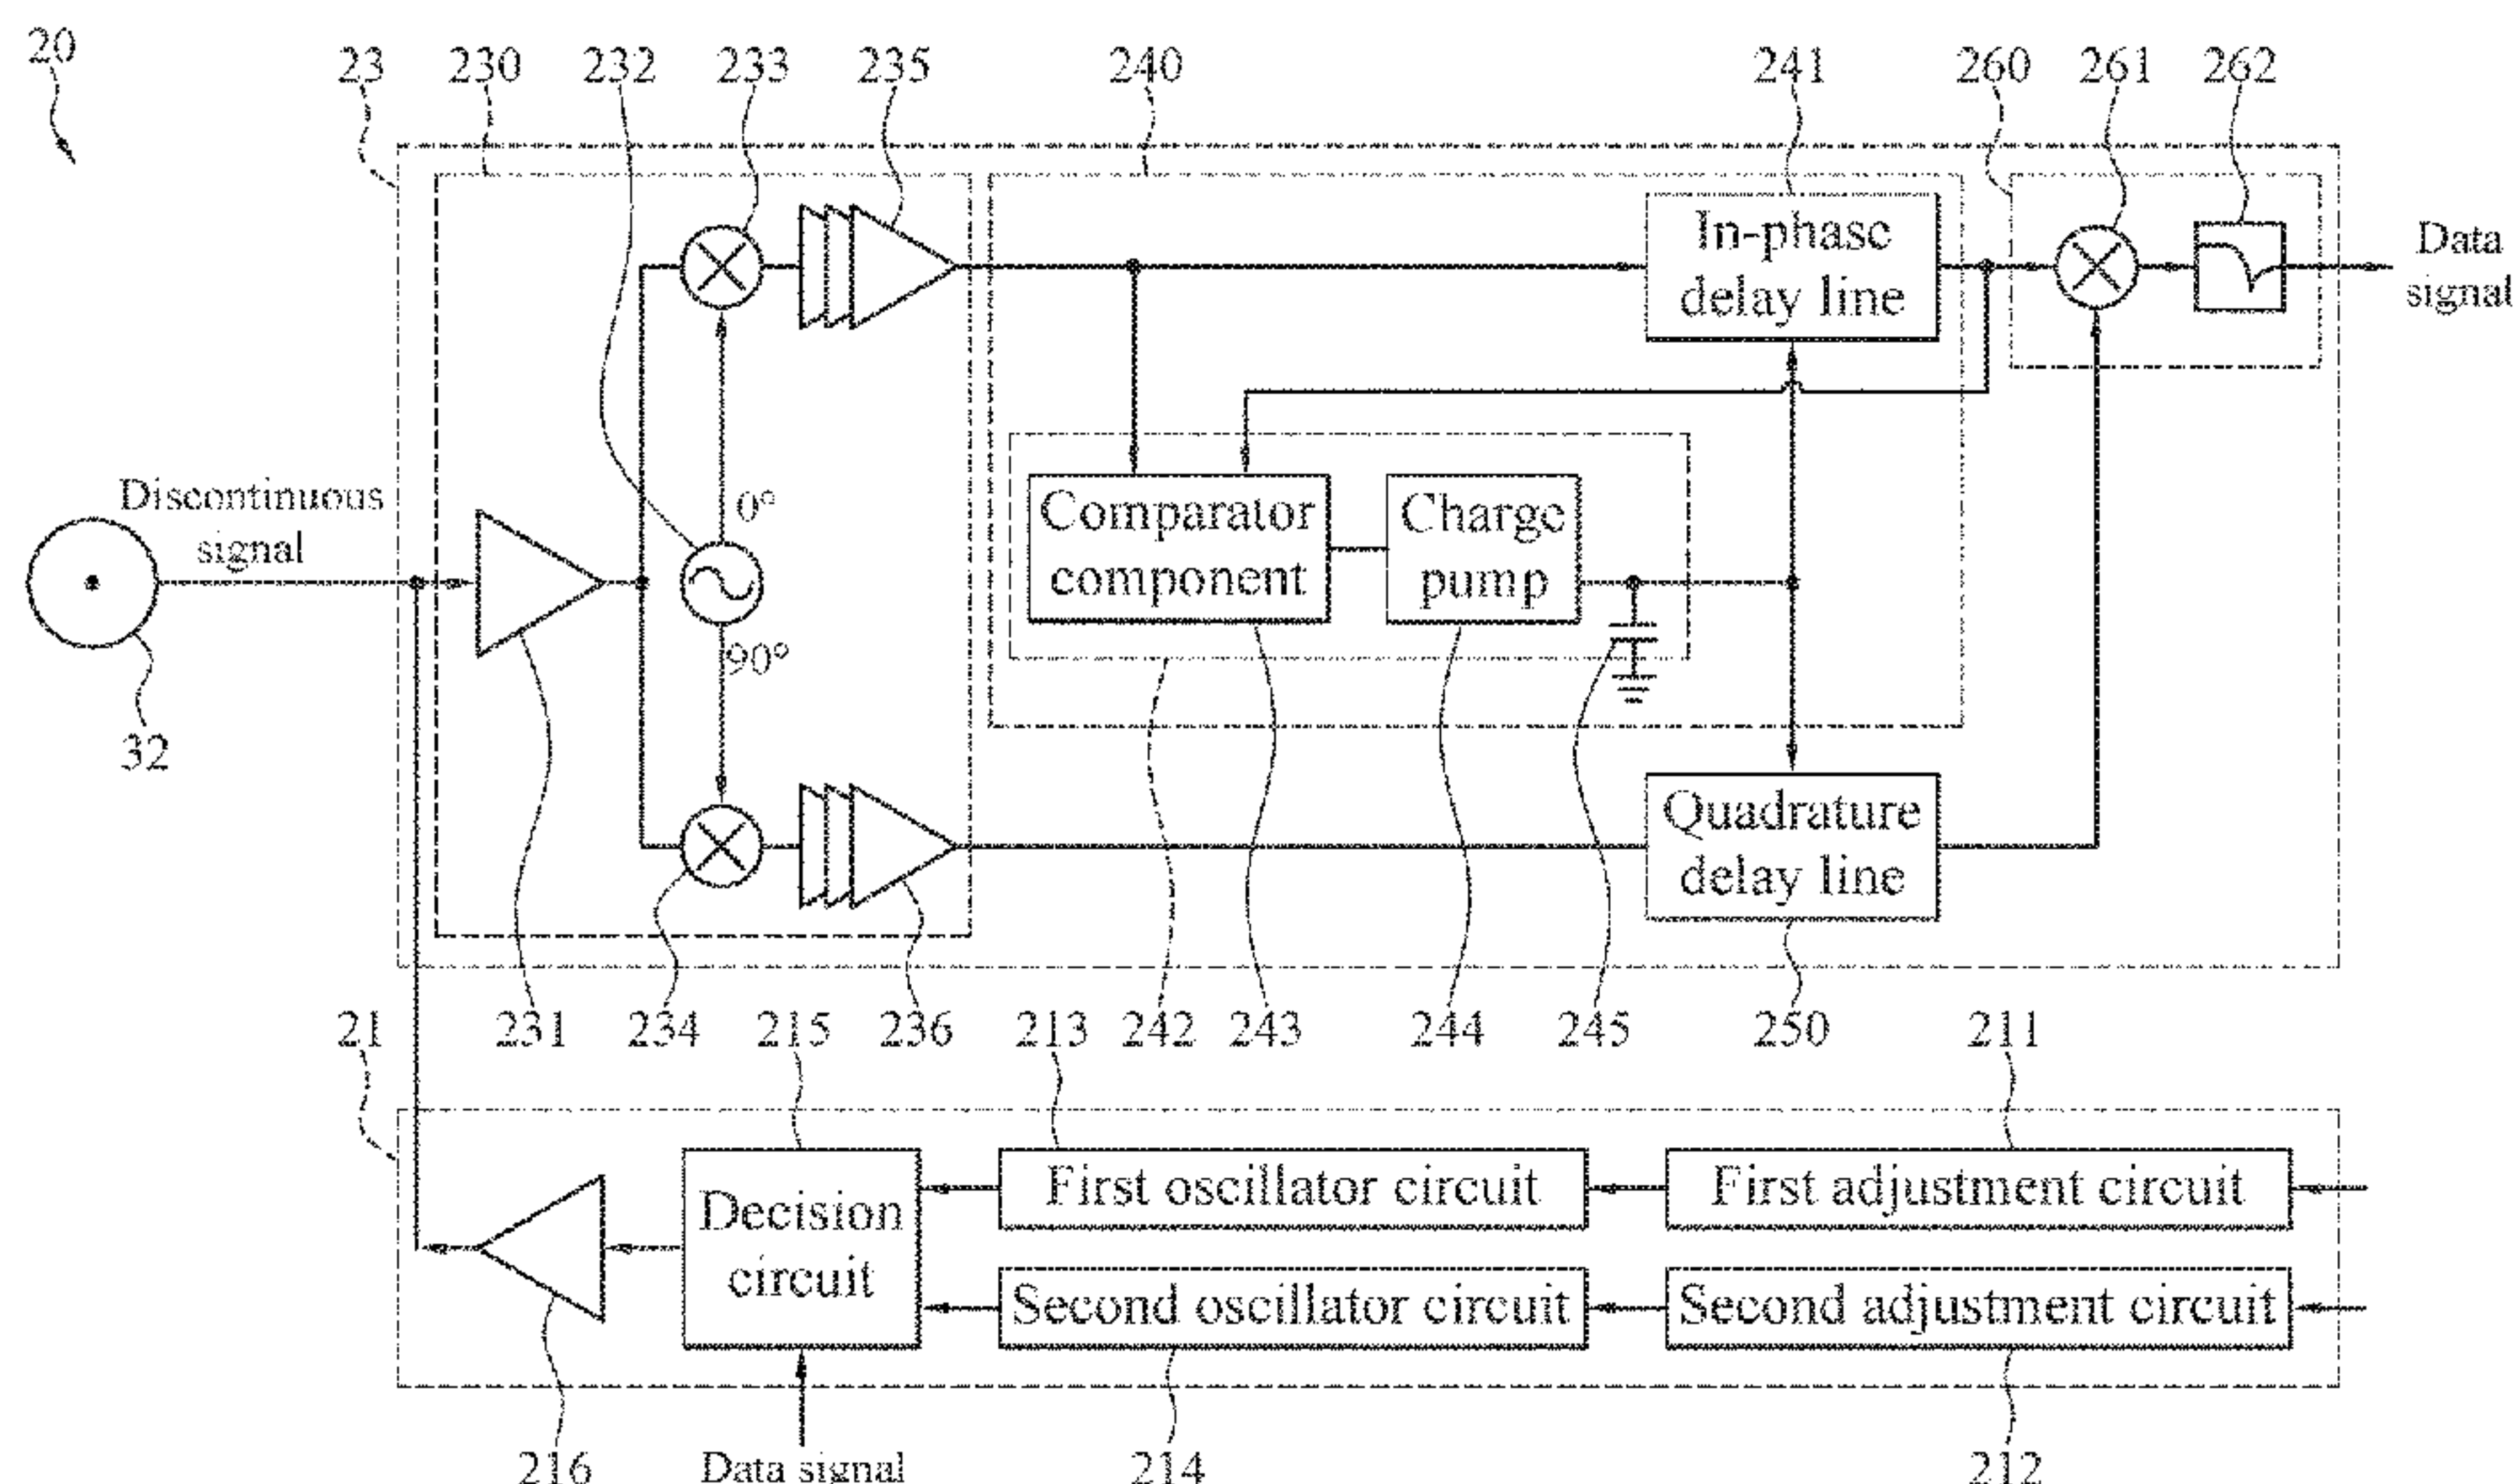 20
23
230
232
233
235
240
241
260
261
262
In-phase
delay line
Data
signal
Discontinuous
signal
0°
90°
Comparator
component
Charge
pump
32
Quadrature
delay line
21
231
234
215
236
213
242
243
244
245
250
211
Decision
circuit
First oscillator circuit
First adjustment circuit
Second oscillator circuit
Second adjustment circuit
216
Data signal
214
212